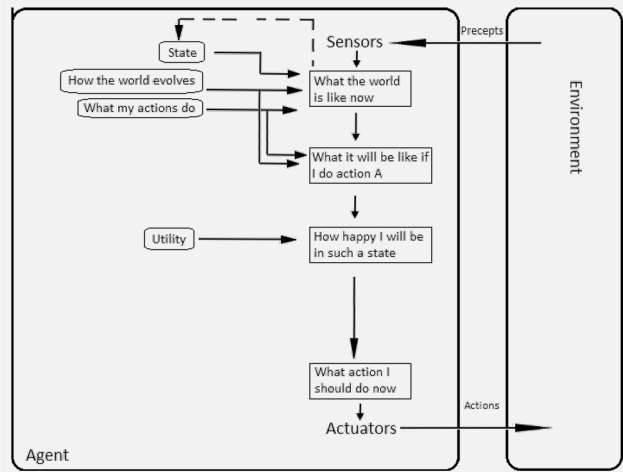 Sensors
Precepts
State
How the world evolves
What the world
is like now
What my actions do
What it will be like if
I do action A
Environment
Utility
How happy I will be
in such a state
What action I
should do now
Actions
Actuators
Agent